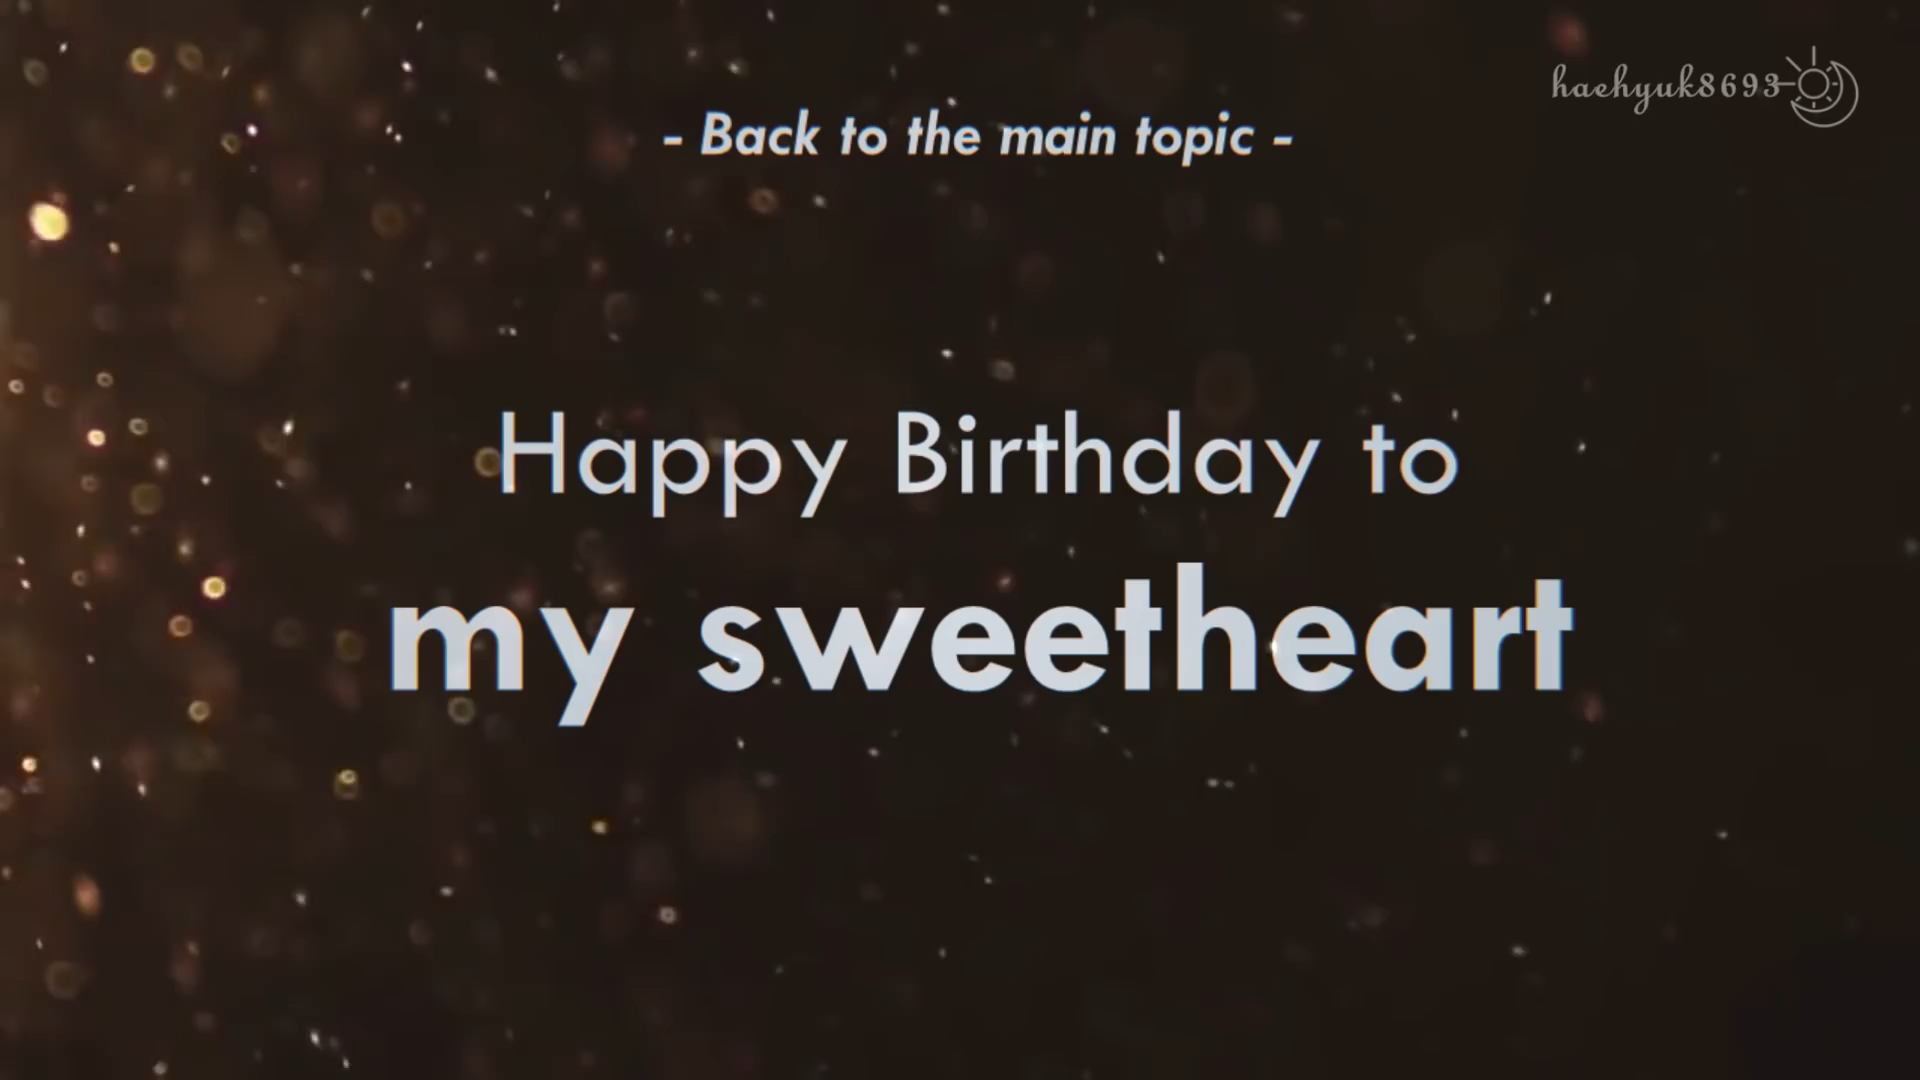 haehyuk8693
- Back to the main topic -
Happy Birthday to
my sweetheart